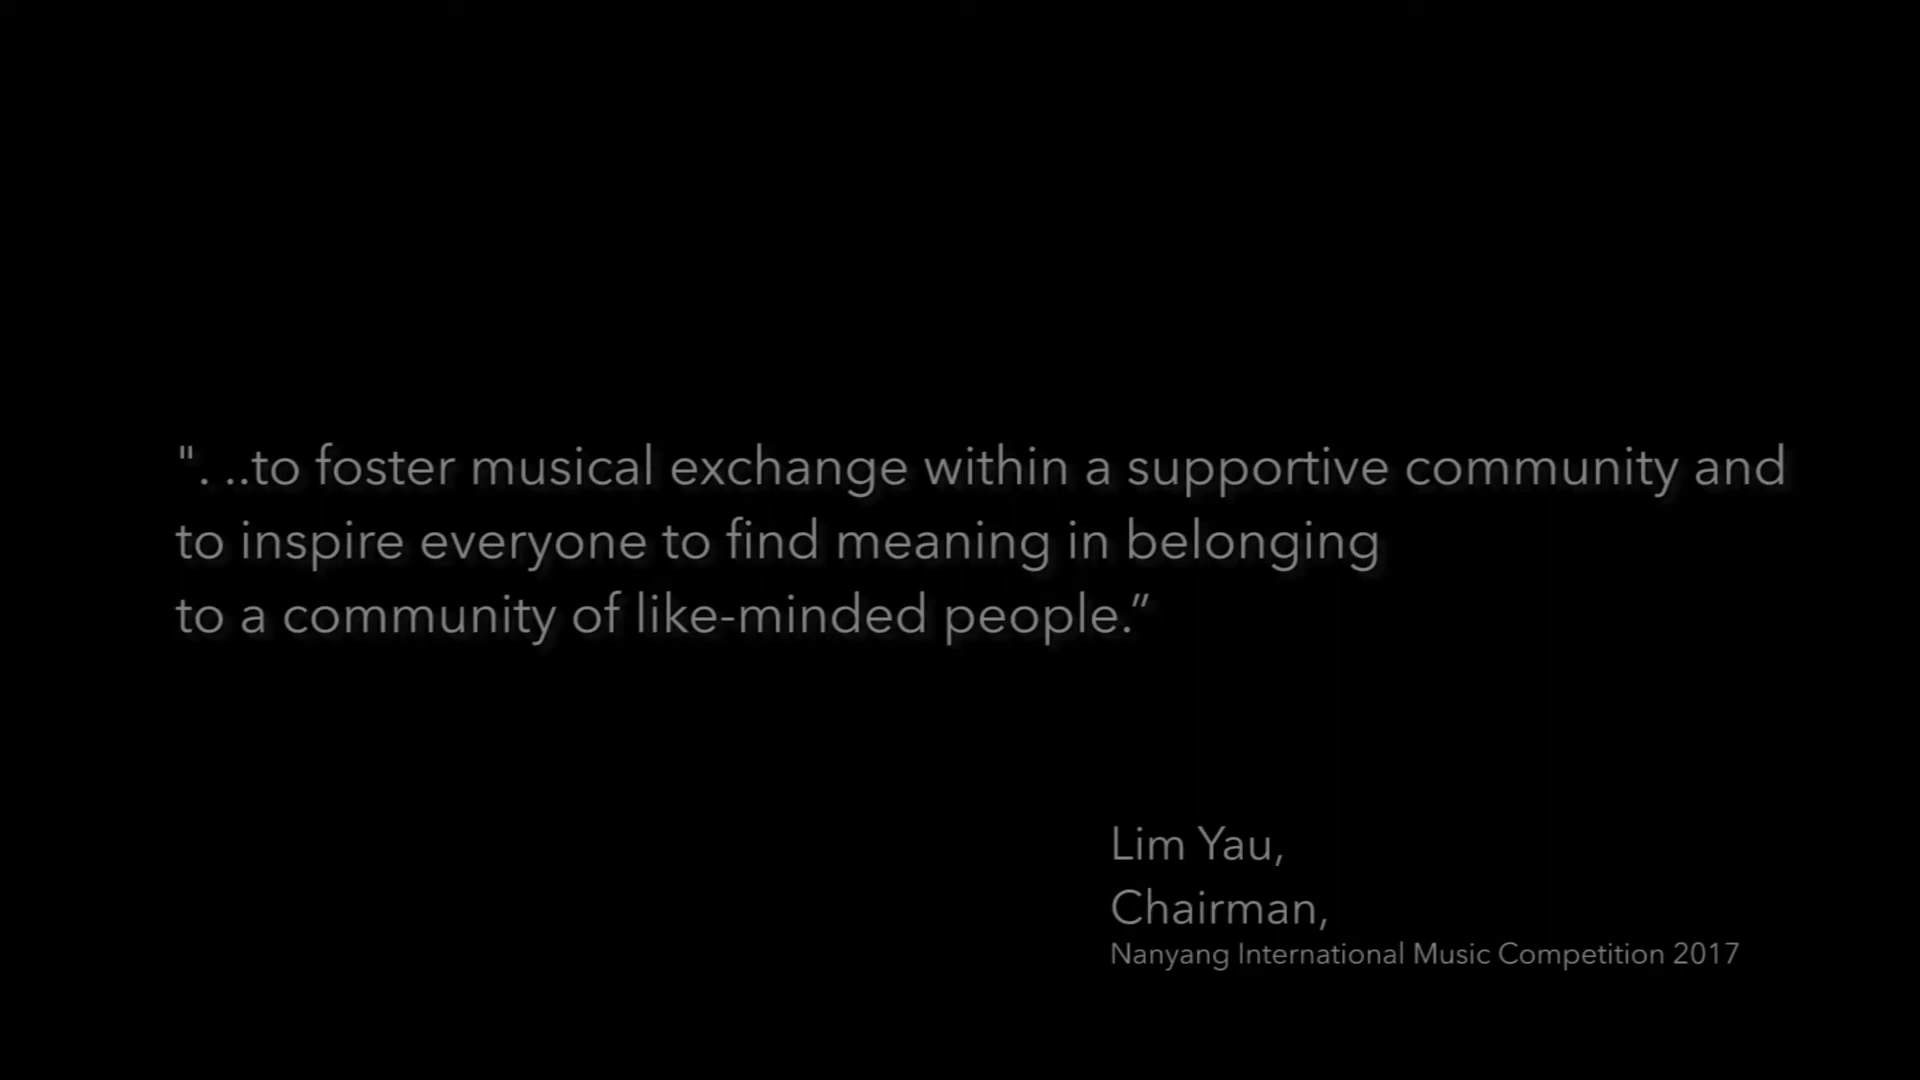 ". ..to foster musical exchange within a supportive community and
to inspire everyone to find meaning in belonging
to a community of like-minded people.”
Lim Yau,
Chairman,
Nanyang International Music Competition 2017